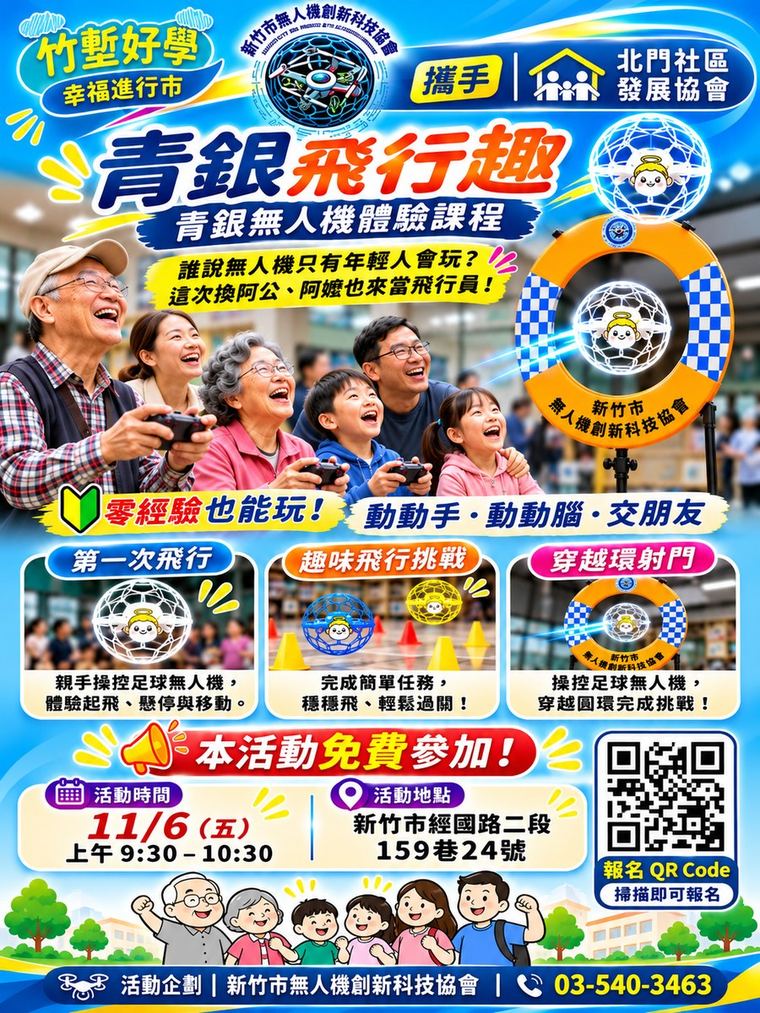 竹塹好學
幸福進行市
新竹市無人機創新科技協會
攜手
北門社區
發展協會
青銀飛行趣
青銀無人機體驗課程
誰說無人機只有年輕人會玩？
這次換阿公、阿嬤也來當飛行員！
新竹市
無人機創新科技協會
零經驗也能玩！
動動手·動動腦·交朋友
第一次飛行
親手操控足球無人機，
體驗起飛、懸停與移動。
趣味飛行挑戰
完成簡單任務，
穩穩飛、輕鬆過關！
穿越環射門
新竹市
無人機創新科技協會
操控足球無人機，
穿越圓環完成挑戰！
本活動免費參加！
活動時間
11/6（五）
上午 9:30 – 10:30
活動地點
新竹市經國路二段
159巷24號
報名 QR Code
掃描即可報名
活動企劃 | 新竹市無人機創新科技協會 | 03-540-3463